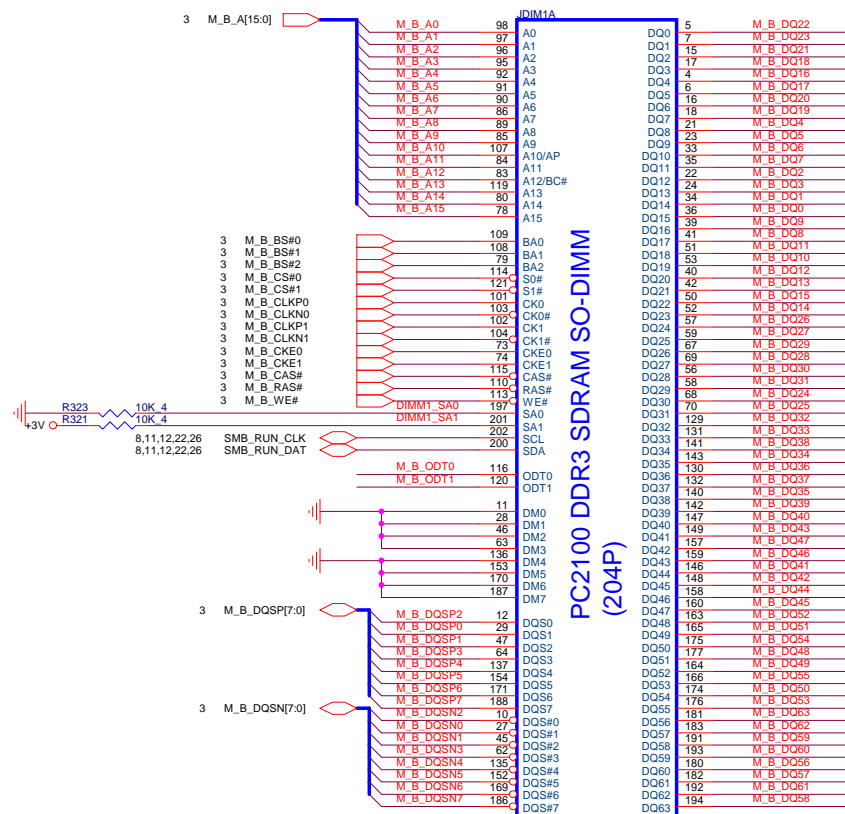 JDIM1A
3 M_B_A[15:0]
M_B_A0 98 A0
M_B_A1 97 A1
M_B_A2 96 A2
M_B_A3 95 A3
M_B_A4 92 A4
M_B_A5 91 A5
M_B_A6 90 A6
M_B_A7 86 A7
M_B_A8 89 A8
M_B_A9 85 A9
M_B_A10 107 A10/AP
M_B_A11 84 A11
M_B_A12 83 A12/BC#
M_B_A13 119 A13
M_B_A14 80 A14
M_B_A15 78 A15
3 M_B_BS#0 109 BA0
3 M_B_BS#1 108 BA1
3 M_B_BS#2 79 BA2
3 M_B_CS#0 114 S0#
3 M_B_CS#1 121 S1#
3 M_B_CLKP0 101 CK0
3 M_B_CLKN0 103 CK0#
3 M_B_CLKP1 102 CK1
3 M_B_CLKN1 104 CK1#
3 M_B_CKE0 73 CKE0
3 M_B_CKE1 74 CKE1
3 M_B_CAS# 115 CAS#
3 M_B_RAS# 110 RAS#
3 M_B_WE# 113 WE#
R323 10K_4 DIMM1_SA0 197 SA0
+3V R321 10K_4 DIMM1_SA1 201 SA1
8,11,12,22,26 SMB_RUN_CLK 202 SCL
8,11,12,22,26 SMB_RUN_DAT 200 SDA
M_B_ODT0 116 ODT0
M_B_ODT1 120 ODT1
11 DM0
28 DM1
46 DM2
63 DM3
136 DM4
153 DM5
170 DM6
187 DM7
3 M_B_DQSP[7:0]
M_B_DQSP2 12 DQS0
M_B_DQSP0 29 DQS1
M_B_DQSP1 47 DQS2
M_B_DQSP3 64 DQS3
M_B_DQSP4 137 DQS4
M_B_DQSP5 154 DQS5
M_B_DQSP6 171 DQS6
M_B_DQSP7 188 DQS7
3 M_B_DQSN[7:0]
M_B_DQSN2 10 DQS#0
M_B_DQSN0 27 DQS#1
M_B_DQSN1 45 DQS#2
M_B_DQSN3 62 DQS#3
M_B_DQSN4 135 DQS#4
M_B_DQSN5 152 DQS#5
M_B_DQSN6 169 DQS#6
M_B_DQSN7 186 DQS#7
PC2100 DDR3 SDRAM SO-DIMM
(204P)
DQ0 5 M_B_DQ22
DQ1 7 M_B_DQ23
DQ2 15 M_B_DQ21
DQ3 17 M_B_DQ18
DQ4 4 M_B_DQ16
DQ5 6 M_B_DQ17
DQ6 16 M_B_DQ20
DQ7 18 M_B_DQ19
DQ8 21 M_B_DQ4
DQ9 23 M_B_DQ5
DQ10 33 M_B_DQ6
DQ11 35 M_B_DQ7
DQ12 22 M_B_DQ2
DQ13 24 M_B_DQ3
DQ14 34 M_B_DQ1
DQ15 36 M_B_DQ0
DQ16 39 M_B_DQ9
DQ17 41 M_B_DQ8
DQ18 51 M_B_DQ11
DQ19 53 M_B_DQ10
DQ20 40 M_B_DQ12
DQ21 42 M_B_DQ13
DQ22 50 M_B_DQ15
DQ23 52 M_B_DQ14
DQ24 57 M_B_DQ26
DQ25 59 M_B_DQ27
DQ26 67 M_B_DQ29
DQ27 69 M_B_DQ28
DQ28 56 M_B_DQ30
DQ29 58 M_B_DQ31
DQ30 68 M_B_DQ24
DQ31 70 M_B_DQ25
DQ32 129 M_B_DQ32
DQ33 131 M_B_DQ33
DQ34 141 M_B_DQ38
DQ35 143 M_B_DQ34
DQ36 130 M_B_DQ36
DQ37 132 M_B_DQ37
DQ38 140 M_B_DQ35
DQ39 142 M_B_DQ39
DQ40 147 M_B_DQ40
DQ41 149 M_B_DQ43
DQ42 157 M_B_DQ47
DQ43 159 M_B_DQ46
DQ44 146 M_B_DQ41
DQ45 148 M_B_DQ42
DQ46 158 M_B_DQ44
DQ47 160 M_B_DQ45
DQ48 163 M_B_DQ52
DQ49 165 M_B_DQ51
DQ50 175 M_B_DQ54
DQ51 177 M_B_DQ48
DQ52 164 M_B_DQ49
DQ53 166 M_B_DQ55
DQ54 174 M_B_DQ50
DQ55 176 M_B_DQ53
DQ56 181 M_B_DQ62
DQ57 183 M_B_DQ63
DQ58 191 M_B_DQ59
DQ59 193 M_B_DQ60
DQ60 180 M_B_DQ56
DQ61 182 M_B_DQ57
DQ62 192 M_B_DQ61
DQ63 194 M_B_DQ58